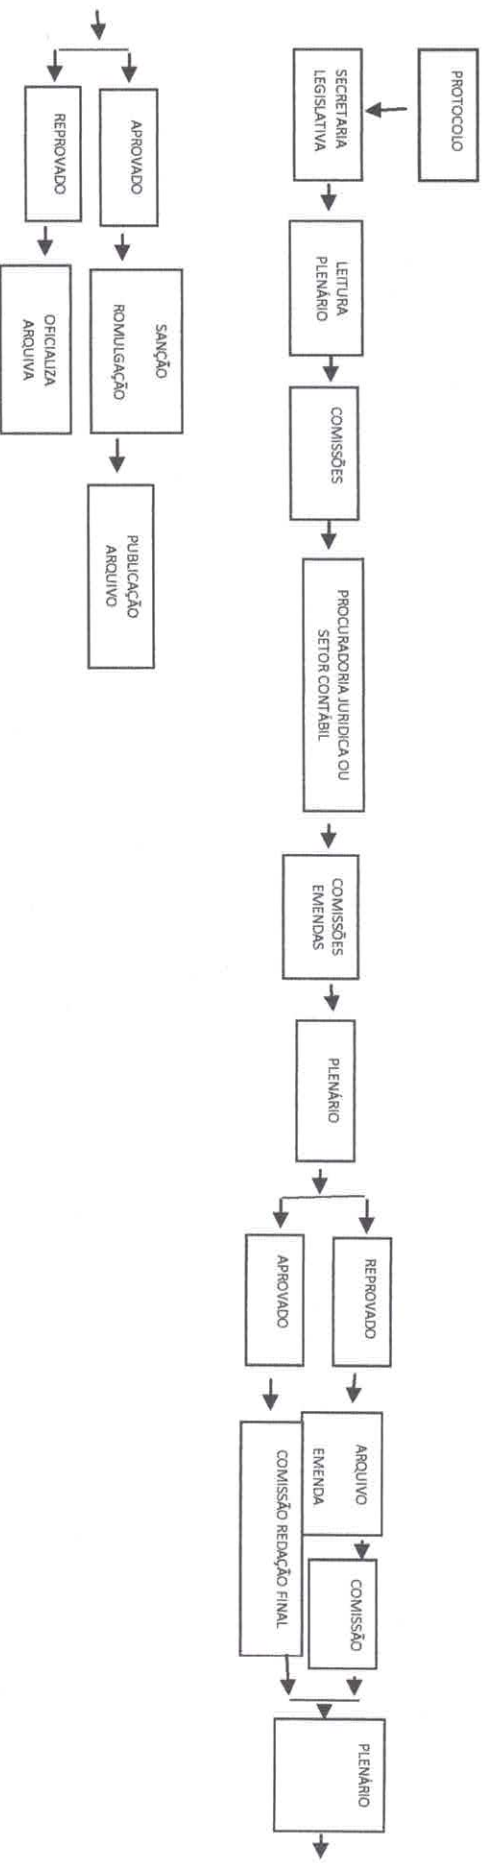 PROTOCOLO
SECRETARIA
LEGISLATIVA
LEITURA
PLENÁRIO
COMISSÕES
PROCURADORIA JURIDICA OU
SETOR CONTÁBIL
COMISSÕES
EMENDAS
PLENÁRIO
REPROVADO
ARQUIVO
EMENDA
COMISSÃO
APROVADO
COMISSÃO REDAÇÃO FINAL
PLENÁRIO
APROVADO
SANÇÃO
ROMULGAÇÃO
PUBLICAÇÃO
ARQUIVO
REPROVADO
OFICIALIZA
ARQUIVA